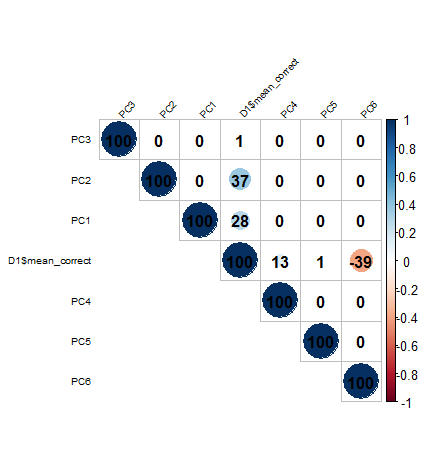 PC3 PC2 PC1 D1$mean_correct PC4 PC5 PC6
PC3 100 0 0 1 0 0 0
PC2 100 0 37 0 0 0
PC1 100 28 0 0 0
D1$mean_correct 100 13 1 -39
PC4 100 0 0
PC5 100 0
PC6 100
1
0.8
0.6
0.4
0.2
0
-0.2
-0.4
-0.6
-0.8
-1